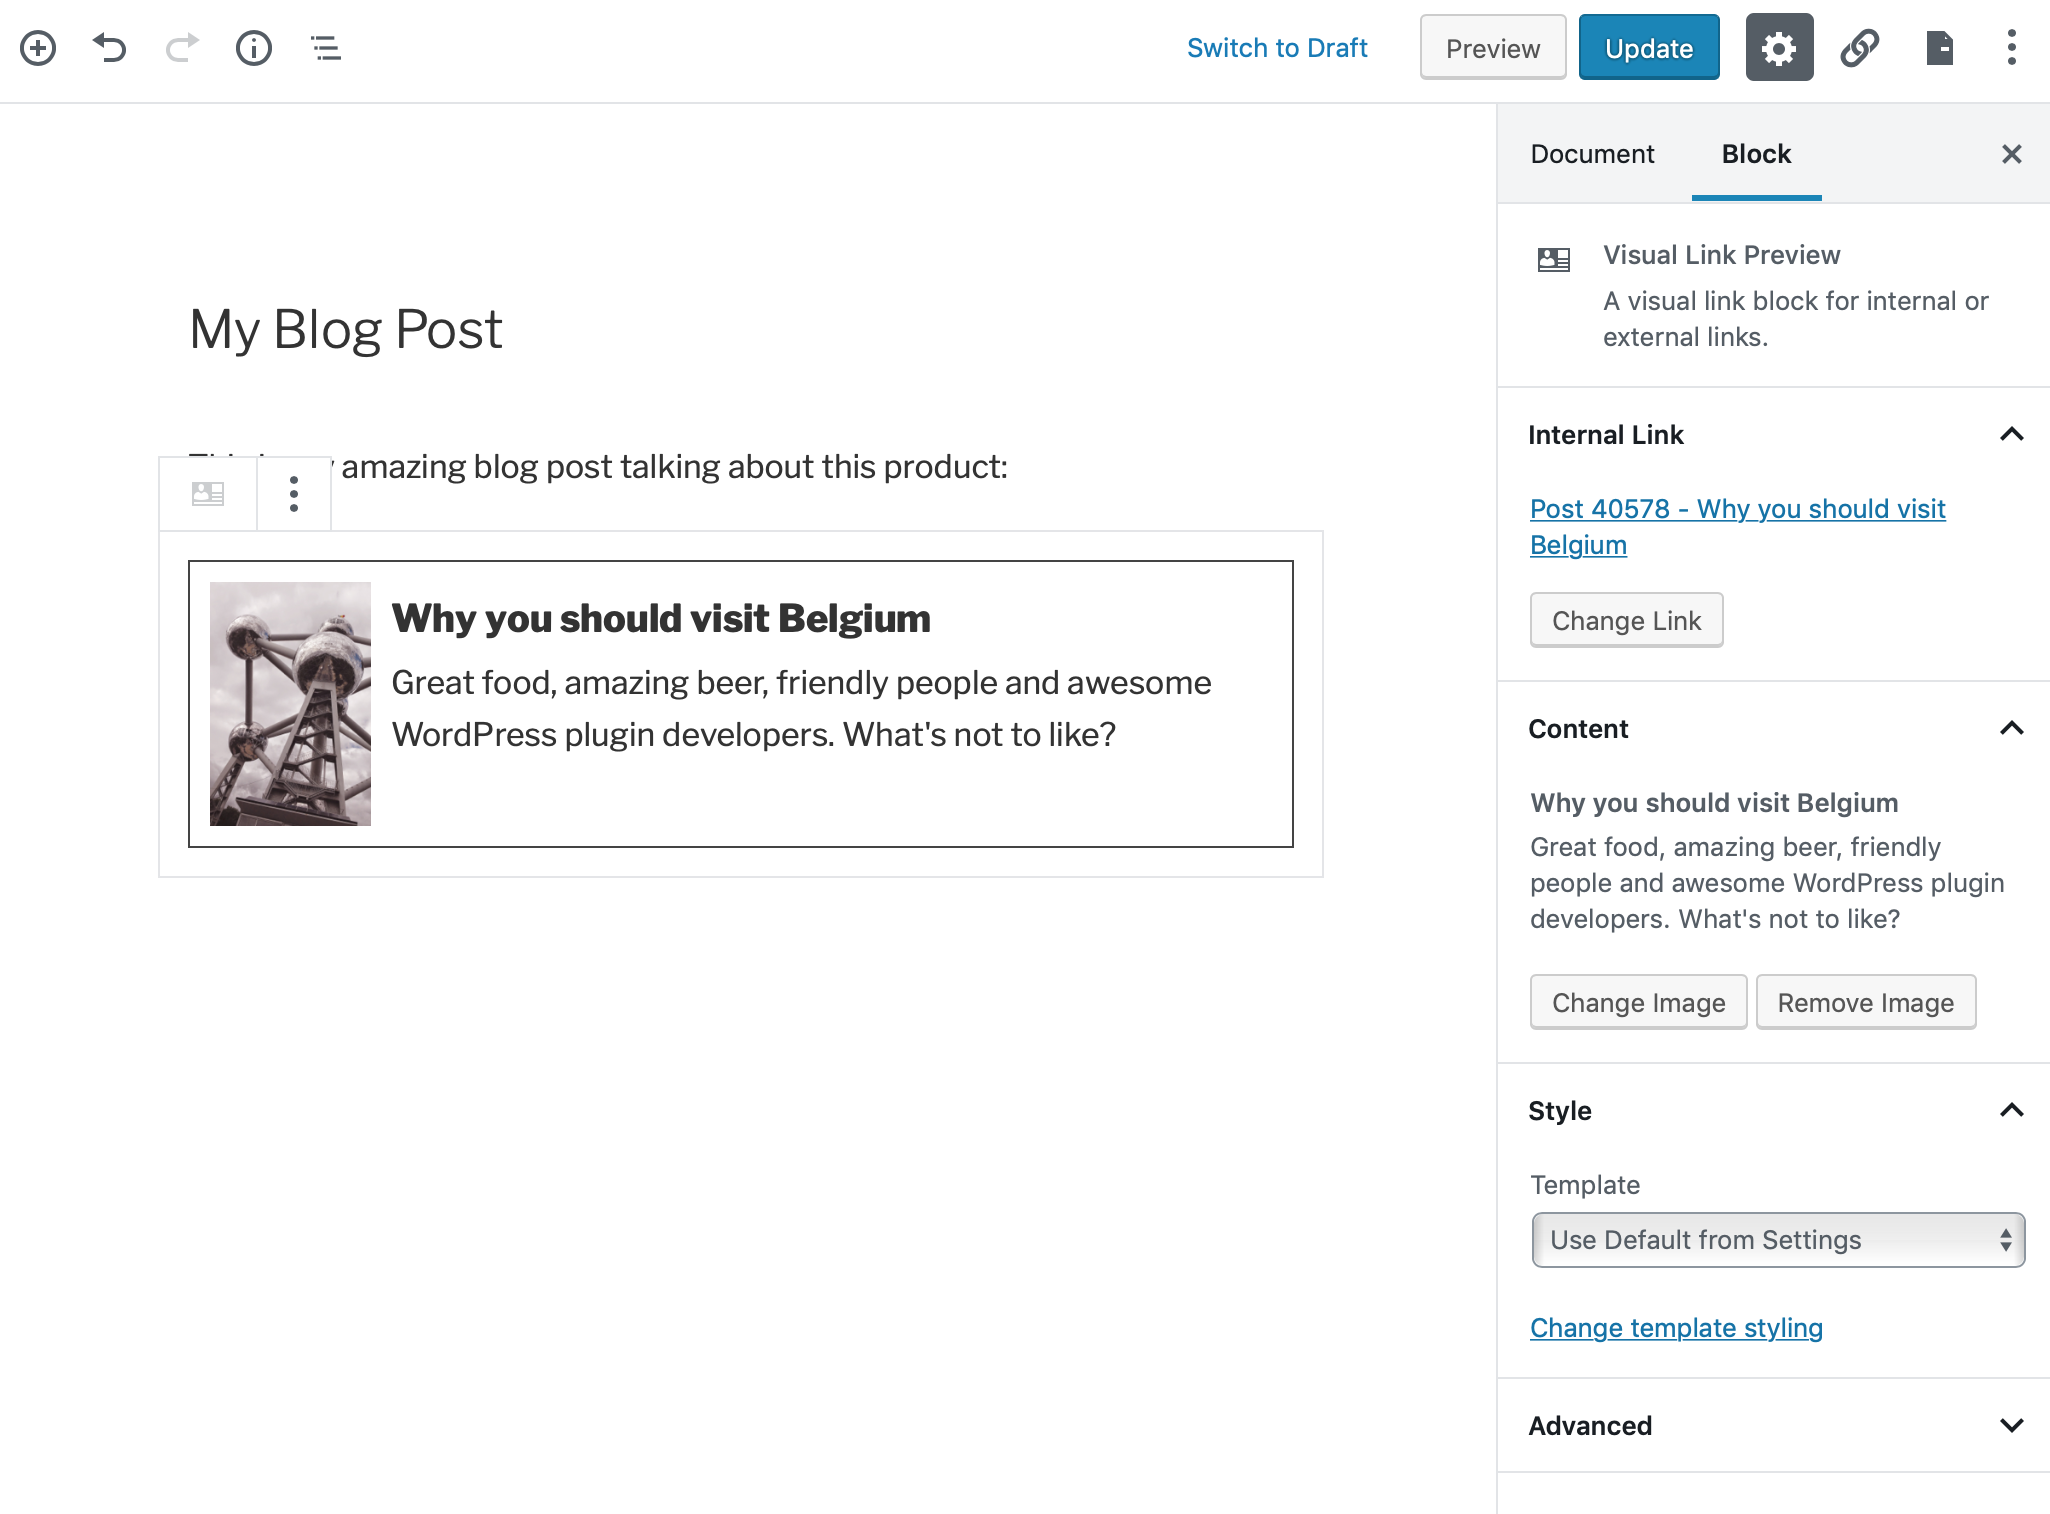 Switch to Draft
Preview
Update
My Blog Post
amazing blog post talking about this product:
Why you should visit Belgium
Great food, amazing beer, friendly people and awesome
WordPress plugin developers. What's not to like?
Document
Block
Visual Link Preview
A visual link block for internal or
external links.
Internal Link
Post 40578 - Why you should visit
Belgium
Change Link
Content
Why you should visit Belgium
Great food, amazing beer, friendly
people and awesome WordPress plugin
developers. What's not to like?
Change Image
Remove Image
Style
Template
Use Default from Settings
Change template styling
Advanced